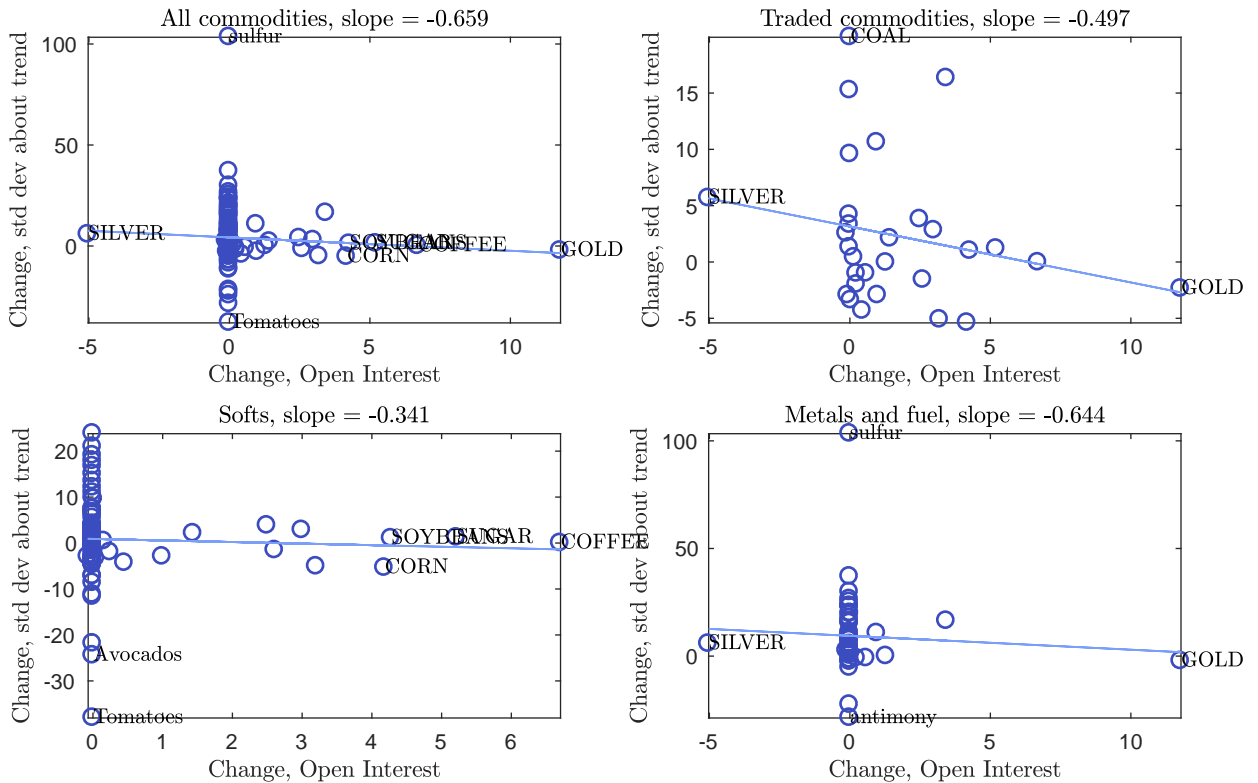 All commodities, slope = -0.659
Change, std dev about trend
100
50
0
sulfur
SILVER
SOYBEANS
SUGAR
COFFEE
CORN
GOLD
Tomatoes
-5
0
5
10
Change, Open Interest
Traded commodities, slope = -0.497
Change, std dev about trend
15
10
5
0
-5
COAL
SILVER
GOLD
-5
0
5
10
Change, Open Interest
Softs, slope = -0.341
Change, std dev about trend
20
10
0
-10
-20
-30
SOYBEANS
SUGAR
COFFEE
CORN
Avocados
Tomatoes
0
1
2
3
4
5
6
Change, Open Interest
Metals and fuel, slope = -0.644
Change, std dev about trend
100
50
0
sulfur
SILVER
GOLD
antimony
-5
0
5
10
Change, Open Interest